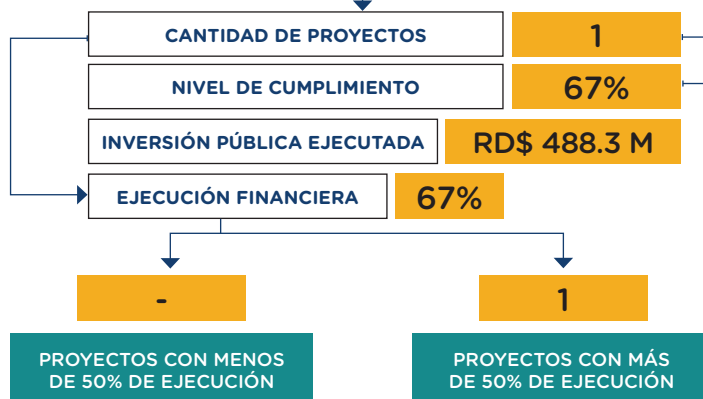 CANTIDAD DE PROYECTOS
1
NIVEL DE CUMPLIMIENTO
67%
INVERSIÓN PÚBLICA EJECUTADA
RD$ 488.3 M
EJECUCIÓN FINANCIERA
67%
-
1
PROYECTOS CON MENOS
DE 50% DE EJECUCIÓN
PROYECTOS CON MÁS
DE 50% DE EJECUCIÓN